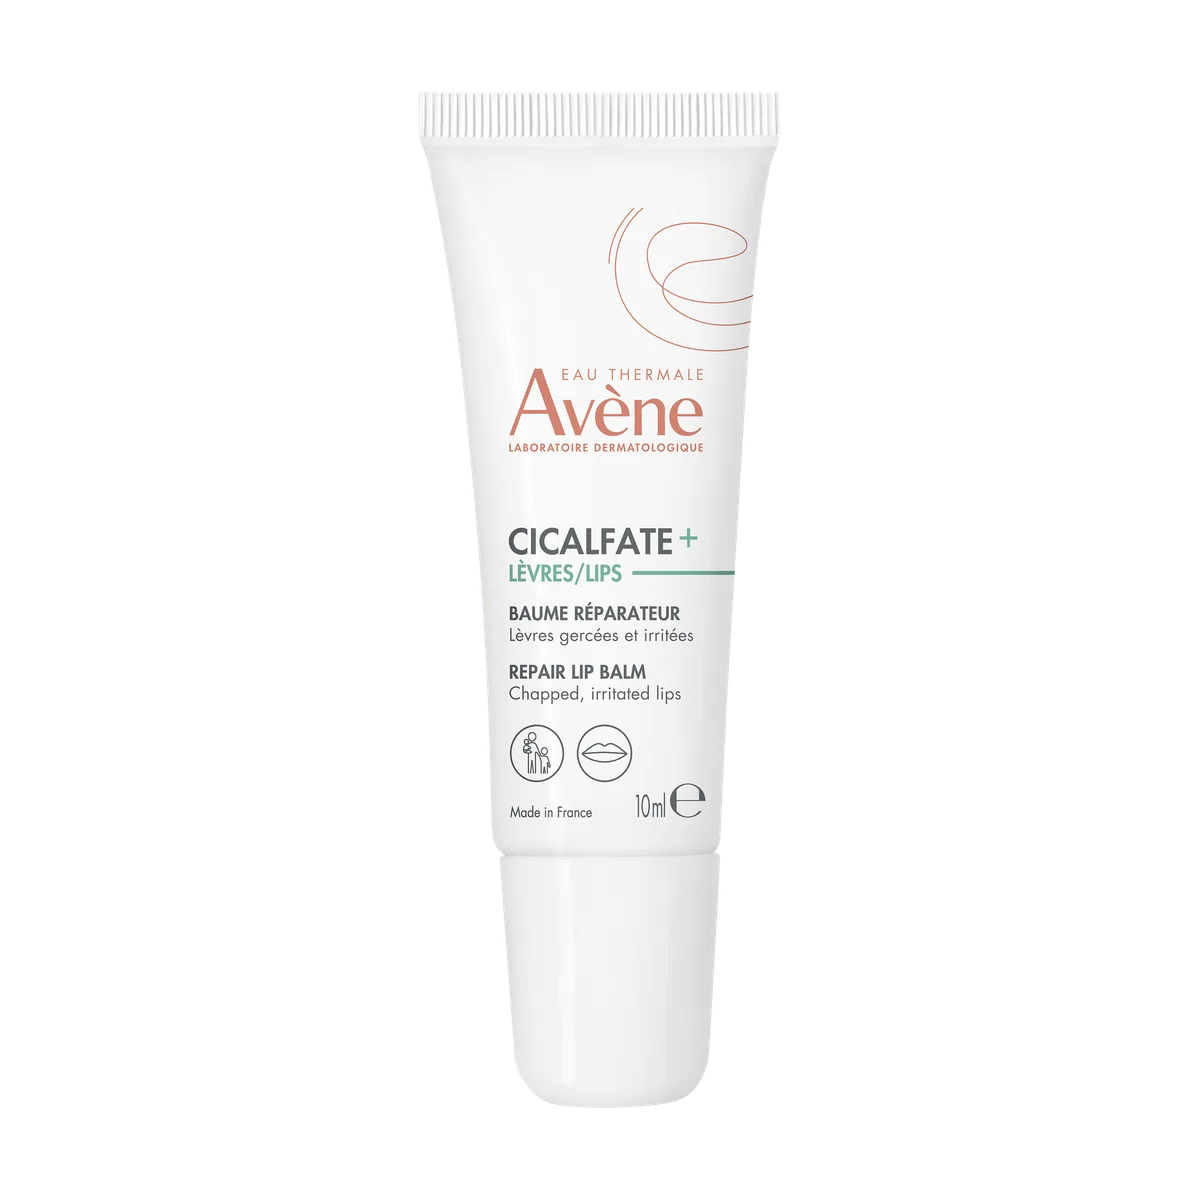 EAU THERMALE
Avène
LABORATOIRE DERMATOLOGIQUE
CICALFATE+
LÈVRES/LIPS
BAUME RÉPARATEUR
Lèvres gercées et irritées
REPAIR LIP BALM
Chapped, irritated lips
Made in France 10ml ℮